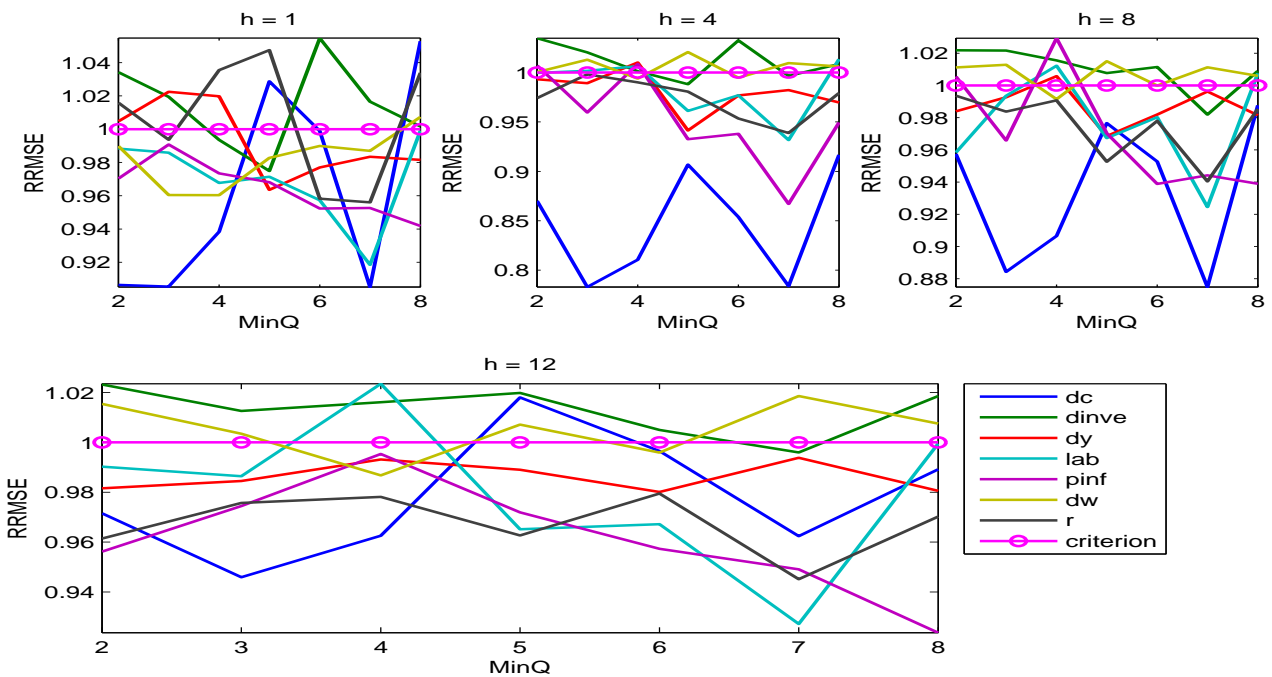 h = 1
h = 4
h = 8
1.04
1.02
1
0.98
0.96
0.94
0.92
RRMSE
2 4 6 8
MinQ
1
0.95
0.9
0.85
0.8
RRMSE
2 4 6 8
MinQ
1.02
1
0.98
0.96
0.94
0.92
0.9
0.88
RRMSE
2 4 6 8
MinQ
h = 12
1.02
1
0.98
0.96
0.94
RRMSE
2 3 4 5 6 7 8
MinQ
dc
dinve
dy
lab
pinf
dw
r
criterion